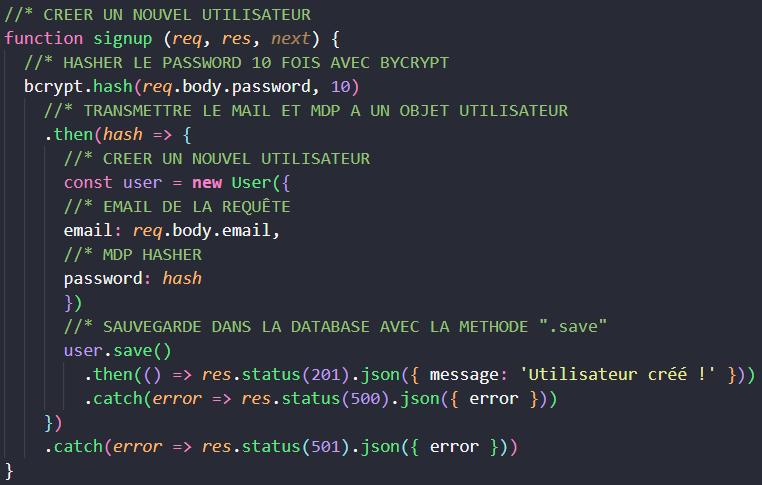 //* CREER UN NOUVEL UTILISATEUR
function signup (req, res, next) {
//* HASHER LE PASSWORD 10 FOIS AVEC BYCRYPT
bcrypt.hash(req.body.password, 10)
//* TRANSMETTRE LE MAIL ET MDP A UN OBJET UTILISATEUR
.then(hash => {
//* CREER UN NOUVEL UTILISATEUR
const user = new User({
//* EMAIL DE LA REQUÊTE
email: req.body.email,
//* MDP HASHER
password: hash
})
//* SAUVEGARDE DANS LA DATABASE AVEC LA METHODE ".save"
user.save()
.then(() => res.status(201).json({ message: 'Utilisateur créé !' }))
.catch(error => res.status(500).json({ error }))
})
.catch(error => res.status(501).json({ error }))
}